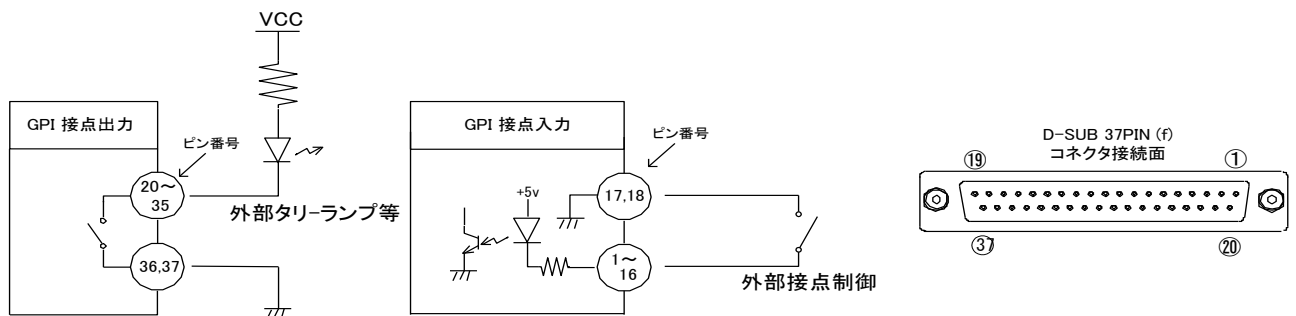 VCC
GPI 接点出力
ピン番号
20～
35
外部タリ-ランプ等
36,37
GPI 接点入力
ピン番号
+5v
17,18
1～
16
外部接点制御
D-SUB 37PIN (f)
コネクタ接続面
⑲
①
㊲
⑳